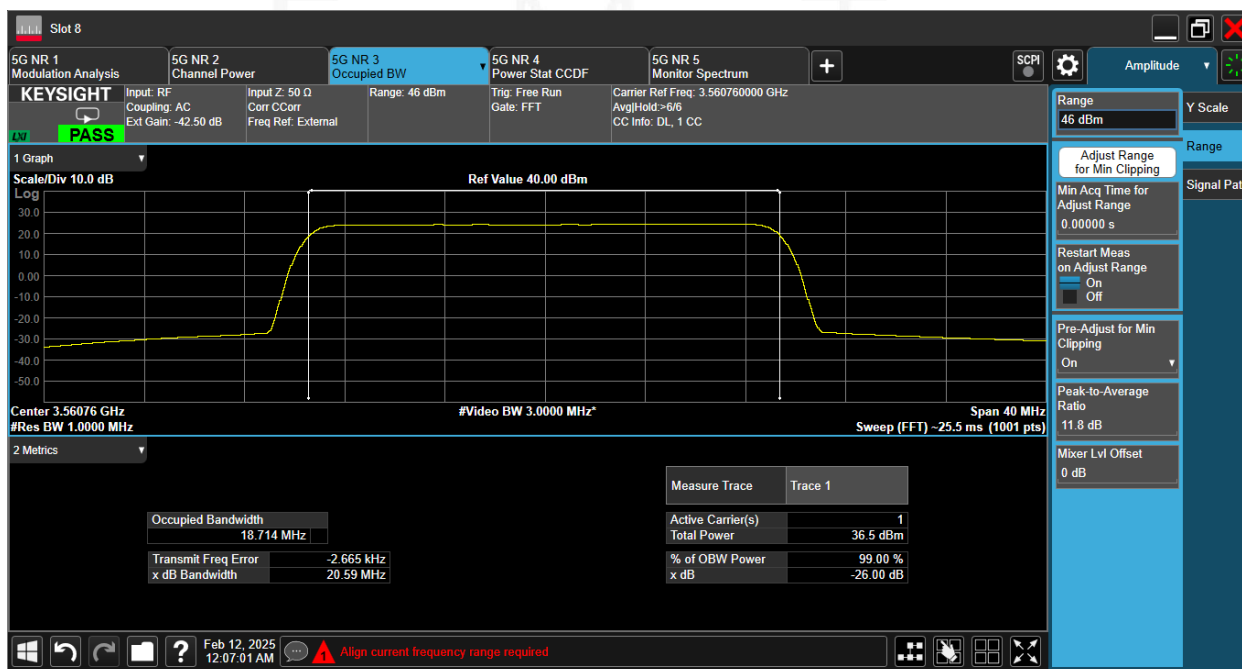 Slot 8
5G NR 1
Modulation Analysis
5G NR 2
Channel Power
5G NR 3
Occupied BW
5G NR 4
Power Stat CCDF
5G NR 5
Monitor Spectrum
+
SCPI
Amplitude
KEYSIGHT
LXI
PASS
Input: RF
Coupling: AC
Ext Gain: -42.50 dB
Input Z: 50 Ω
Corr CCorr
Freq Ref: External
Range: 46 dBm
Trig: Free Run
Gate: FFT
Carrier Ref Freq: 3.560760000 GHz
Avg|Hold:>6/6
CC Info: DL, 1 CC
1 Graph
Scale/Div 10.0 dB
Ref Value 40.00 dBm
Log
30.0
20.0
10.0
0.00
-10.0
-20.0
-30.0
-40.0
-50.0
Center 3.56076 GHz
#Video BW 3.0000 MHz*
Span 40 MHz
#Res BW 1.0000 MHz
Sweep (FFT) ~25.5 ms (1001 pts)
2 Metrics
Measure Trace Trace 1
Occupied Bandwidth
18.714 MHz
Active Carrier(s) 1
Total Power 36.5 dBm
Transmit Freq Error -2.665 kHz
x dB Bandwidth 20.59 MHz
% of OBW Power 99.00 %
x dB -26.00 dB
Range
46 dBm
Adjust Range
for Min Clipping
Min Acq Time for
Adjust Range
0.00000 s
Restart Meas
on Adjust Range
On
Off
Pre-Adjust for Min
Clipping
On
Peak-to-Average
Ratio
11.8 dB
Mixer Lvl Offset
0 dB
Y Scale
Range
Signal Pat
?
Feb 12, 2025
12:07:01 AM
1
Align current frequency range required